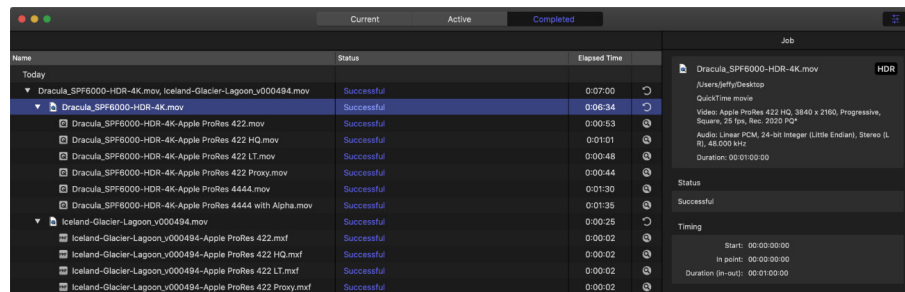 Current Active Completed
Job
Name Status Elapsed Time
Today
Dracula_SPF6000-HDR-4K.mov, Iceland-Glacier-Lagoon_v000494.mov Successful 0:07:00
Dracula_SPF6000-HDR-4K.mov Successful 0:06:34
Dracula_SPF6000-HDR-4K-Apple ProRes 422.mov Successful 0:00:53
Dracula_SPF6000-HDR-4K-Apple ProRes 422 HQ.mov Successful 0:01:01
Dracula_SPF6000-HDR-4K-Apple ProRes 422 LT.mov Successful 0:00:48
Dracula_SPF6000-HDR-4K-Apple ProRes 422 Proxy.mov Successful 0:00:44
Dracula_SPF6000-HDR-4K-Apple ProRes 4444.mov Successful 0:01:30
Dracula_SPF6000-HDR-4K-Apple ProRes 4444 with Alpha.mov Successful 0:01:35
Iceland-Glacier-Lagoon_v000494.mov Successful 0:00:25
Iceland-Glacier-Lagoon_v000494-Apple ProRes 422.mxf Successful 0:00:02
Iceland-Glacier-Lagoon_v000494-Apple ProRes 422 HQ.mxf Successful 0:00:02
Iceland-Glacier-Lagoon_v000494-Apple ProRes 422 LT.mxf Successful 0:00:02
Iceland-Glacier-Lagoon_v000494-Apple ProRes 422 Proxy.mxf Successful 0:00:02
Dracula_SPF6000-HDR-4K.mov HDR
/Users/jeffy/Desktop
QuickTime movie
Video: Apple ProRes 422 HQ, 3840 x 2160, Progressive,
Square, 25 fps, Rec. 2020 PQ*
Audio: Linear PCM, 24-bit Integer (Little Endian), Stereo (L
R), 48.000 kHz
Duration: 00:01:00:00
Status
Successful
Timing
Start: 00:00:00:00
In point: 00:00:00:00
Duration (in-out): 00:01:00:00